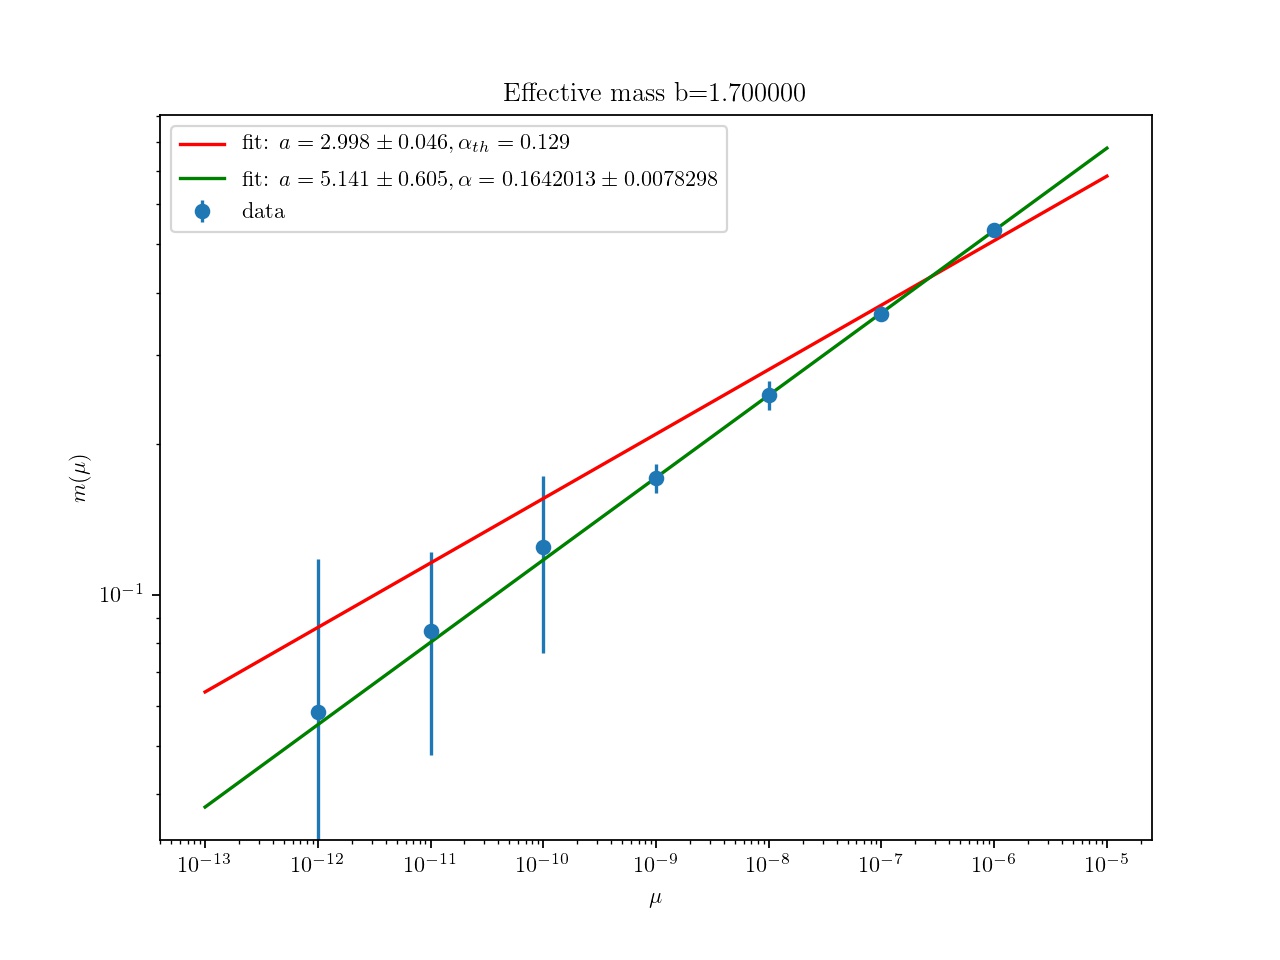 Effective mass b=1.700000
fit: a = 2.998 ± 0.046, α_th = 0.129
fit: a = 5.141 ± 0.605, α = 0.1642013 ± 0.0078298
data
m(μ)
10⁻¹
10⁻¹³ 10⁻¹² 10⁻¹¹ 10⁻¹⁰ 10⁻⁹ 10⁻⁸ 10⁻⁷ 10⁻⁶ 10⁻⁵
μ